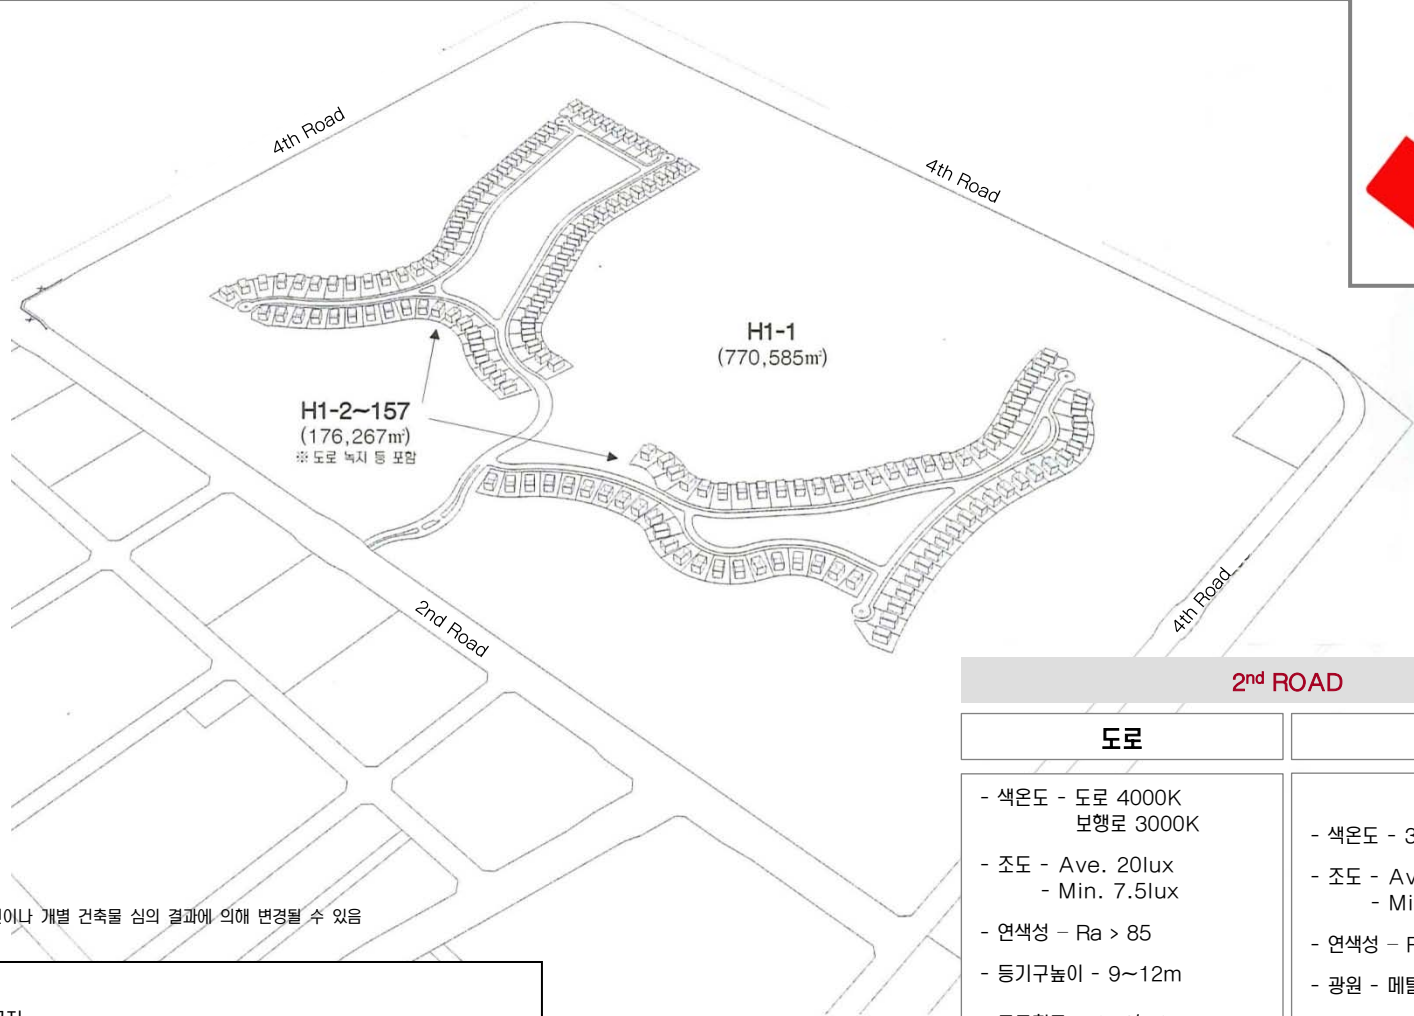 4th Road
4th Road
H1-1
(770,585㎡)
H1-2~157
(176,267㎡)
※ 도로 녹지 등 포함
4th Road
2nd Road
2nd ROAD
도로
- 색온도 - 도로 4000K
보행로 3000K
- 조도 - Ave. 20lux
- Min. 7.5lux
- 연색성 - Ra > 85
- 등기구높이 - 9~12m
- 색온도 - 3
- 조도 - Av
- Mi
- 연색성 -
- 광원 - 메탈
이나 개별 건축물 심의 결과에 의해 변경될 수 있음